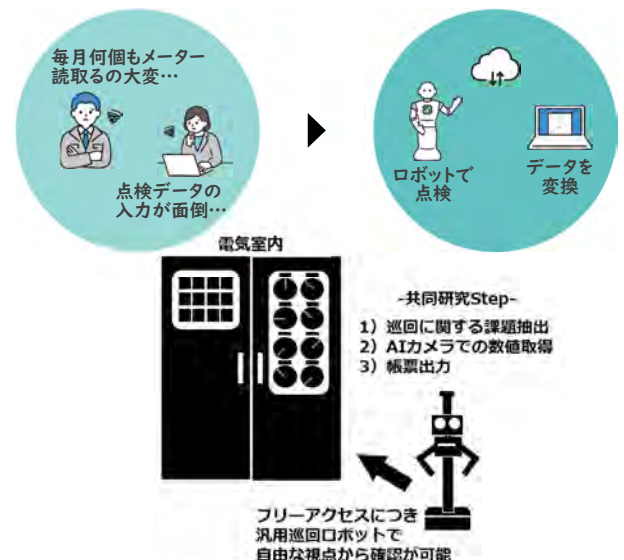 毎月何個もメーター
読取るの大変…
点検データの
入力が面倒…
ロボットで
点検
データを
変換
電気室内
-共同研究Step-
1）巡回に関する課題抽出
2）AIカメラでの数値取得
3）帳票出力
フリーアクセスにつき
汎用巡回ロボットで
自由な視点から確認が可能